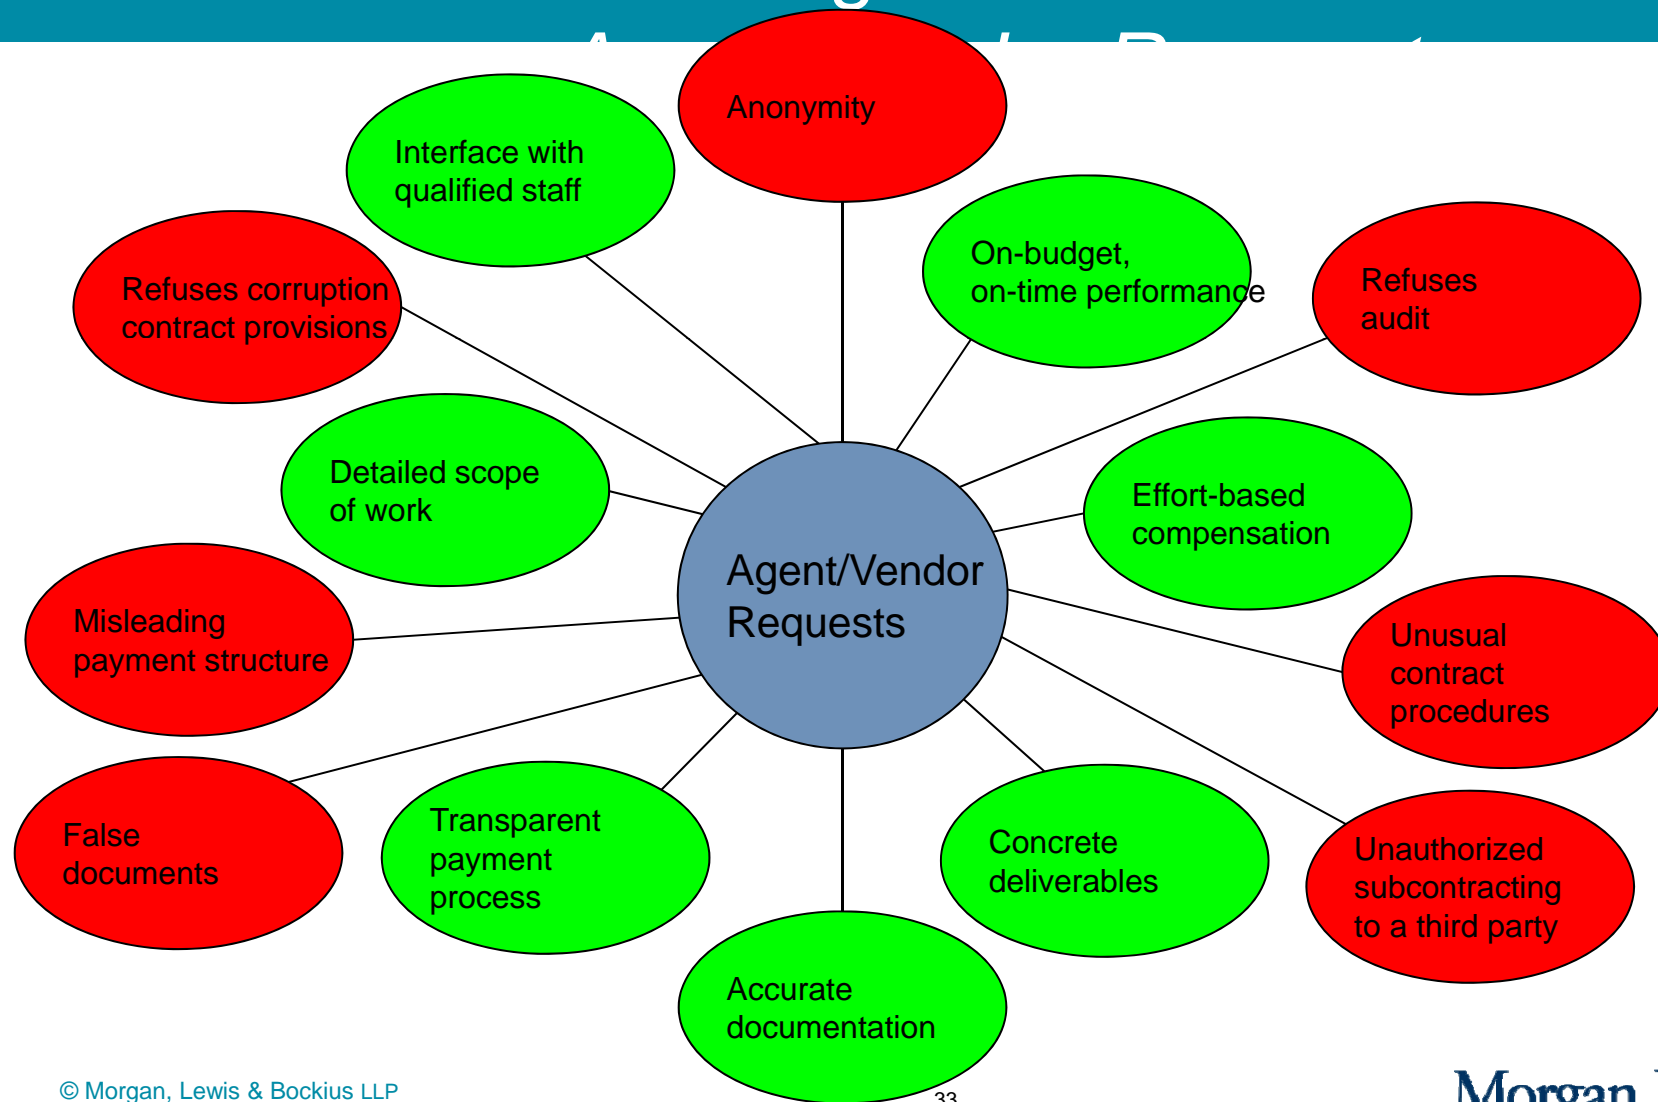 Anonymity
Interface with
qualified staff
On-budget,
on-time performance
Refuses
audit
Refuses corruption
contract provisions
Detailed scope
of work
Effort-based
compensation
Agent/Vendor
Requests
Misleading
payment structure
Unusual
contract
procedures
False
documents
Transparent
payment
process
Concrete
deliverables
Unauthorized
subcontracting
to a third party
Accurate
documentation
© Morgan, Lewis & Bockius LLP
33
Morgan